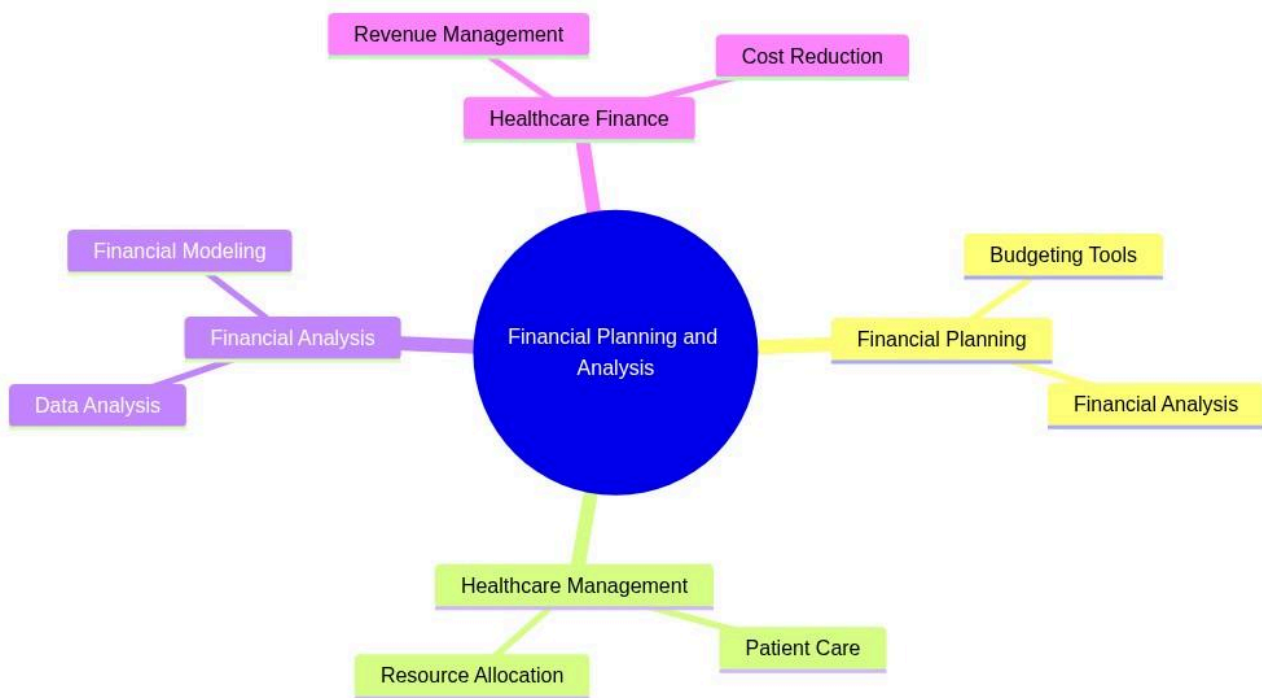 Revenue Management
Cost Reduction
Healthcare Finance
Financial Modeling
Budgeting Tools
Financial Analysis
Financial Planning and
Analysis
Financial Planning
Data Analysis
Financial Analysis
Healthcare Management
Patient Care
Resource Allocation